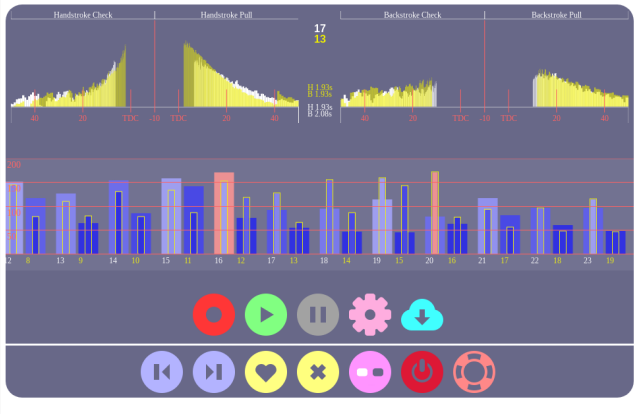 Handstroke Check Handstroke Pull Backstroke Check Backstroke Pull
17
13
H 1.93s
B 1.93s
H 1.93s
B 2.08s
40 20 TDC -10 TDC 20 40 40 20 TDC -10 TDC 20 40
200
12 8 13 9 14 10 15 11 16 12 17 13 18 14 19 15 20 16 21 17 22 18 23 19